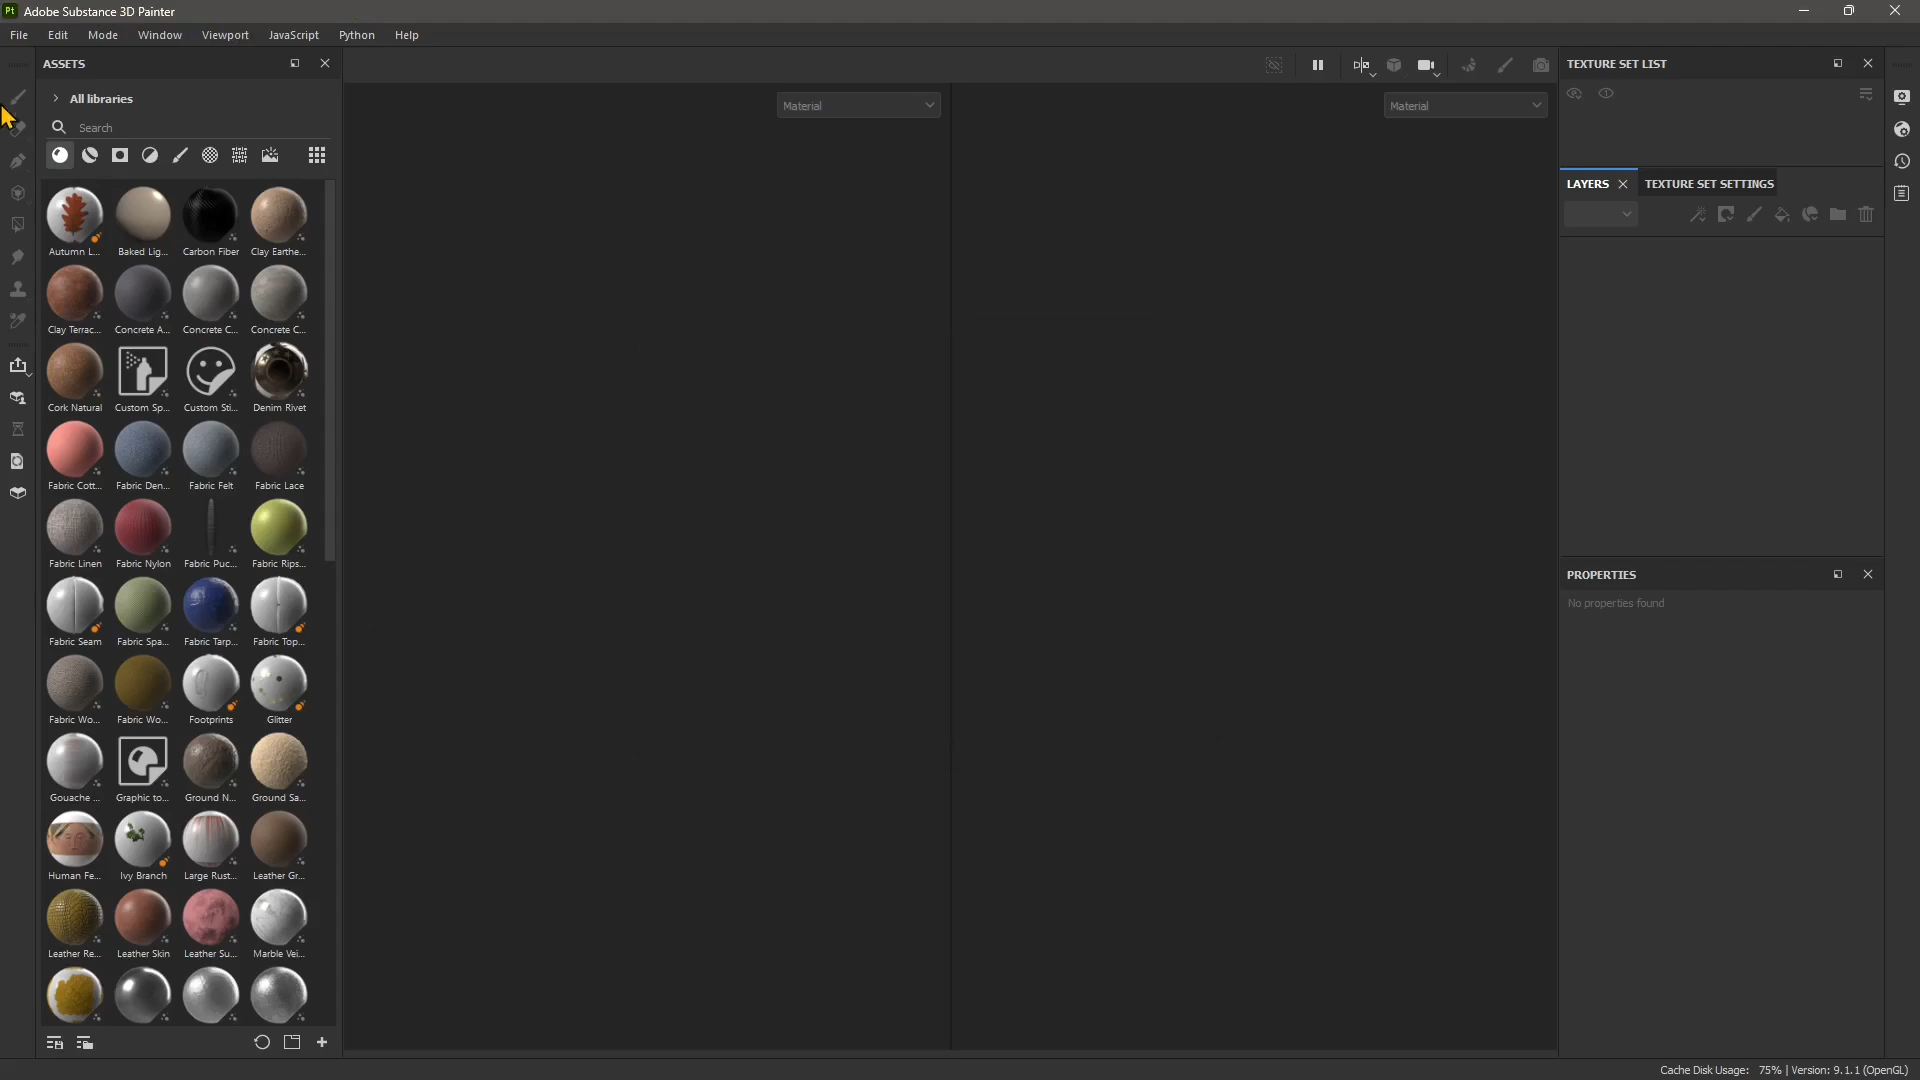 Pt Adobe Substance 3D Painter
File Edit Mode Window Viewport JavaScript Python Help
ASSETS
All libraries
Search
Autumn L... Baked Lig... Carbon Fiber Clay Earthe...
Clay Terrac... Concrete A... Concrete C... Concrete C...
Cork Natural Custom Sp... Custom Sti... Denim Rivet
Fabric Cott... Fabric Den... Fabric Felt Fabric Lace
Fabric Linen Fabric Nylon Fabric Puc... Fabric Rips...
Fabric Seam Fabric Spa... Fabric Tarp... Fabric Top...
Fabric Wo... Fabric Wo... Footprints Glitter
Gouache ... Graphic to... Ground N... Ground Sa...
Human Fe... Ivy Branch Large Rust... Leather Gr...
Leather Re... Leather Skin Leather Su... Marble Vei...
Material
Material
TEXTURE SET LIST
LAYERS TEXTURE SET SETTINGS
PROPERTIES
No properties found
Cache Disk Usage: 75% | Version: 9.1.1 (OpenGL)